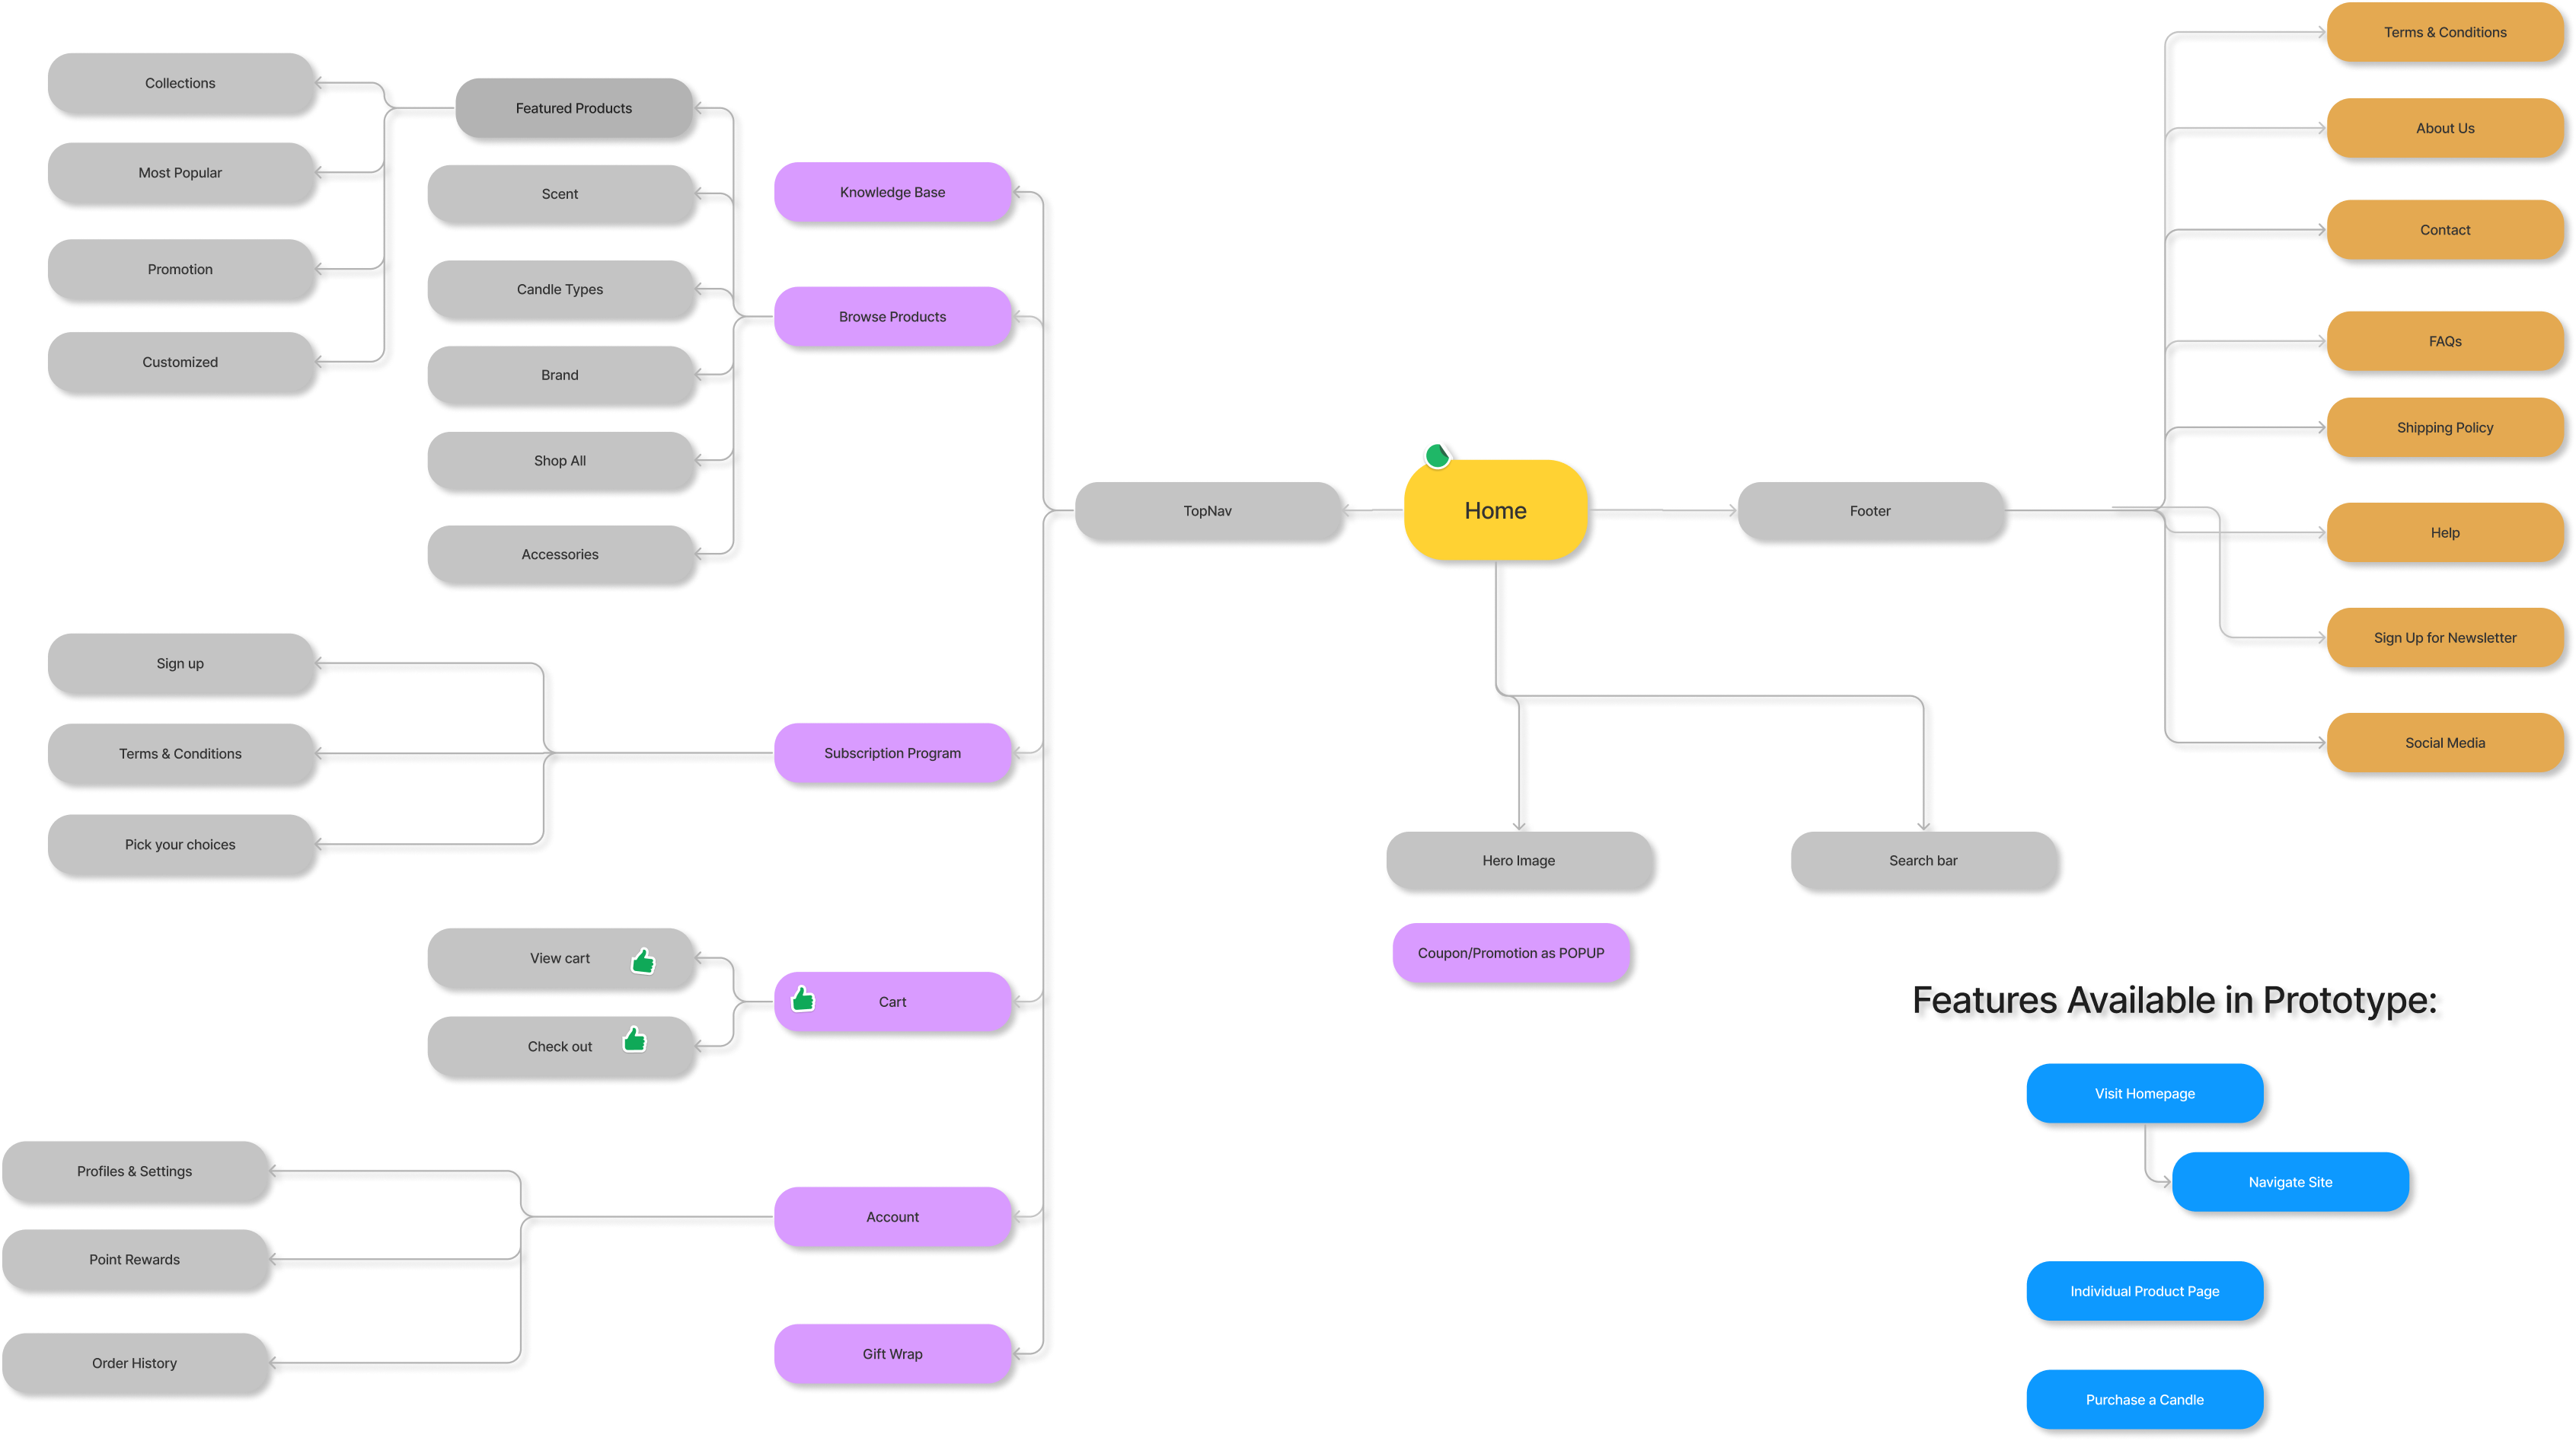 Collections
Most Popular
Promotion
Customized
Featured Products
Scent
Candle Types
Brand
Shop All
Accessories
Knowledge Base
Browse Products
Sign up
Terms & Conditions
Pick your choices
Subscription Program
View cart
Check out
Cart
Profiles & Settings
Point Rewards
Order History
Account
Gift Wrap
TopNav
Home
Footer
Hero Image
Search bar
Coupon/Promotion as POPUP
Terms & Conditions
About Us
Contact
FAQs
Shipping Policy
Help
Sign Up for Newsletter
Social Media
Features Available in Prototype:
Visit Homepage
Navigate Site
Individual Product Page
Purchase a Candle